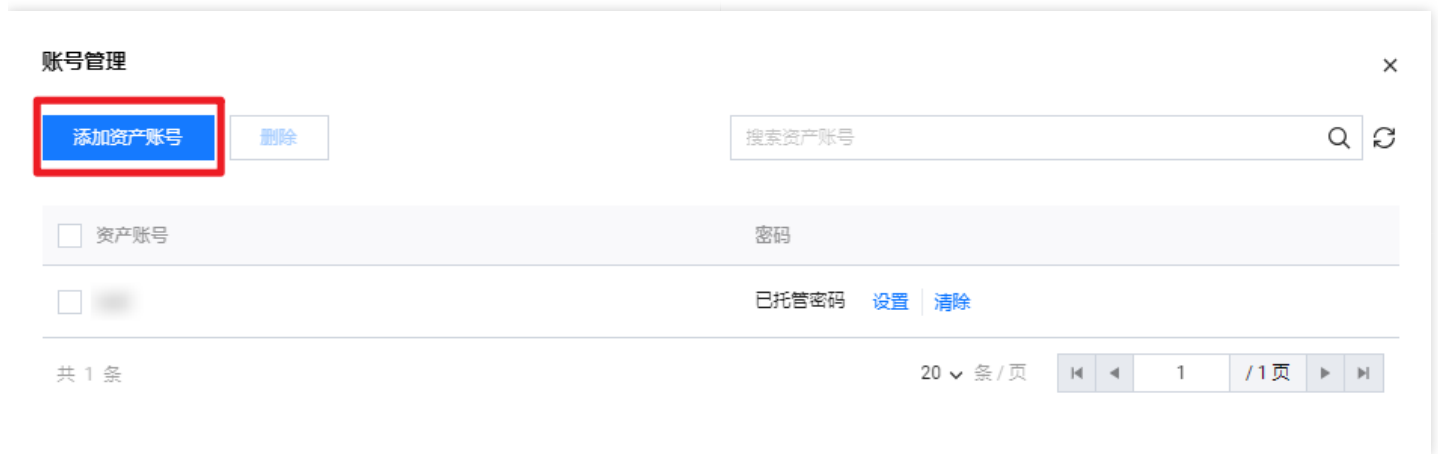 账号管理
添加资产账号 删除 搜索资产账号
资产账号 密码
已托管密码 设置 清除
共 1 条 20 条 / 页 1 / 1 页